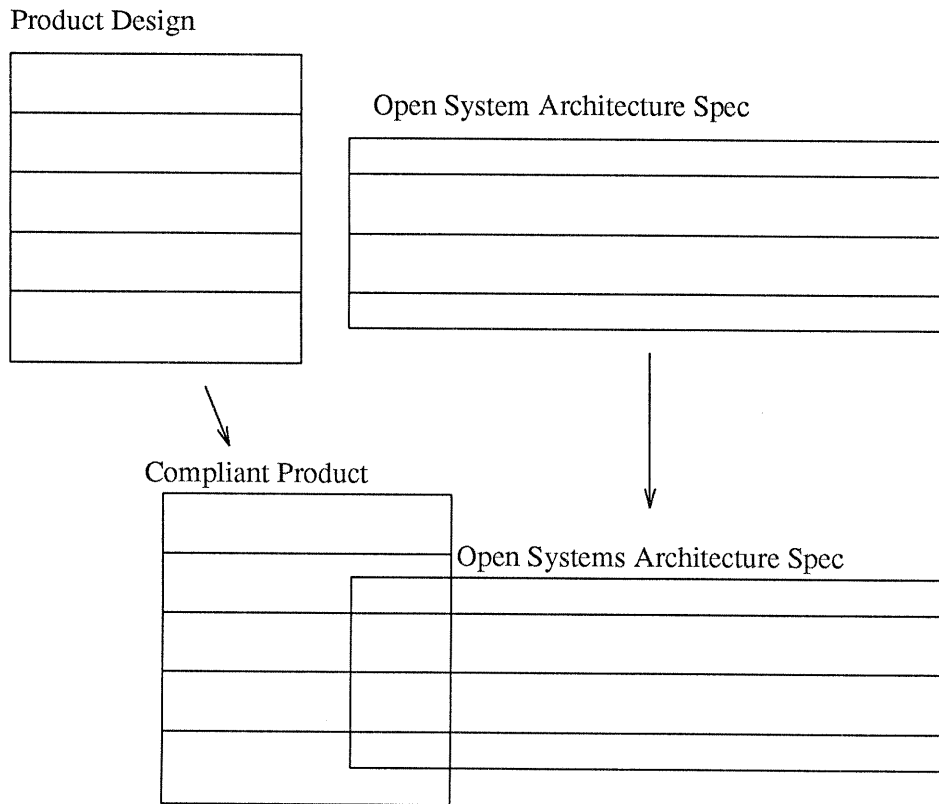 Product Design
Open System Architecture Spec
Compliant Product
Open Systems Architecture Spec